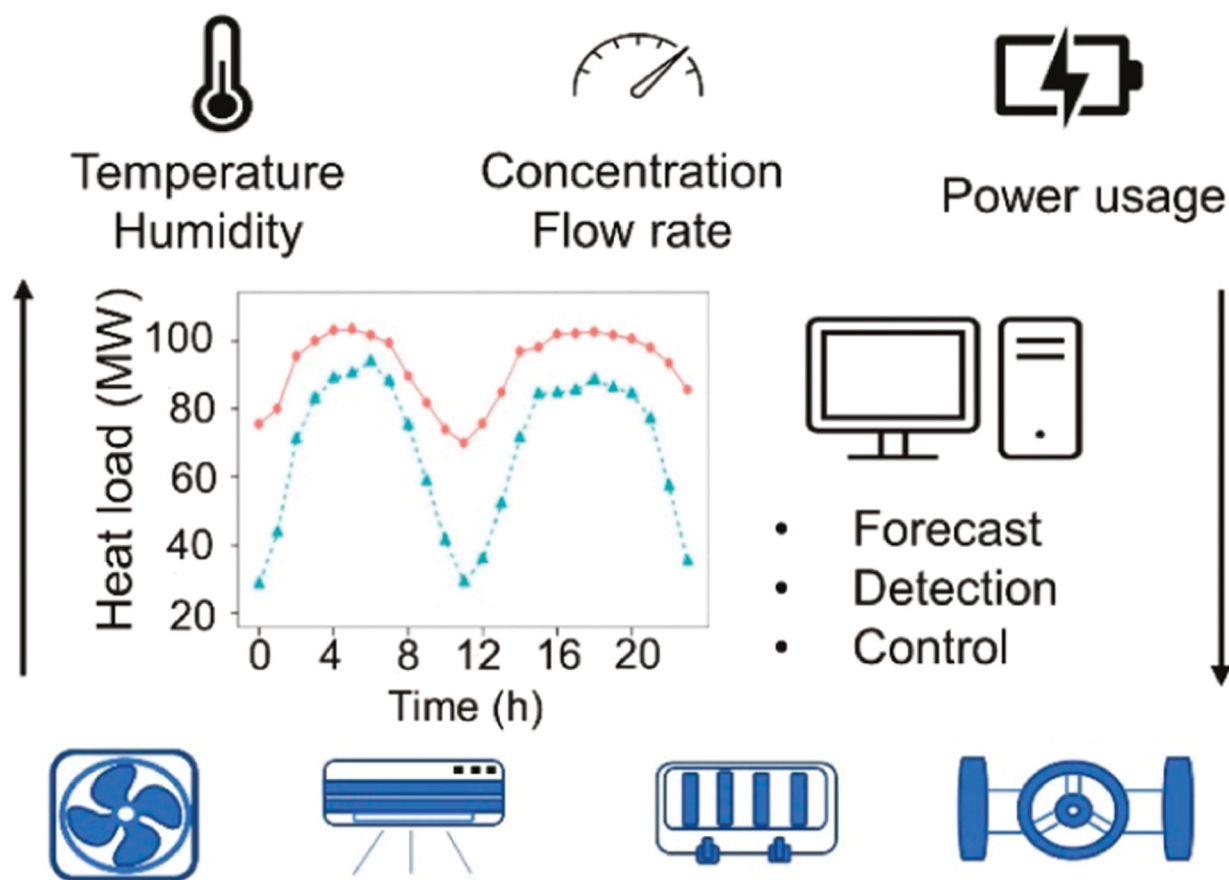 Temperature
Humidity
Concentration
Flow rate
Power usage
Heat load (MW)
100
80
60
40
20
0 4 8 12 16 20
Time (h)
• Forecast
• Detection
• Control